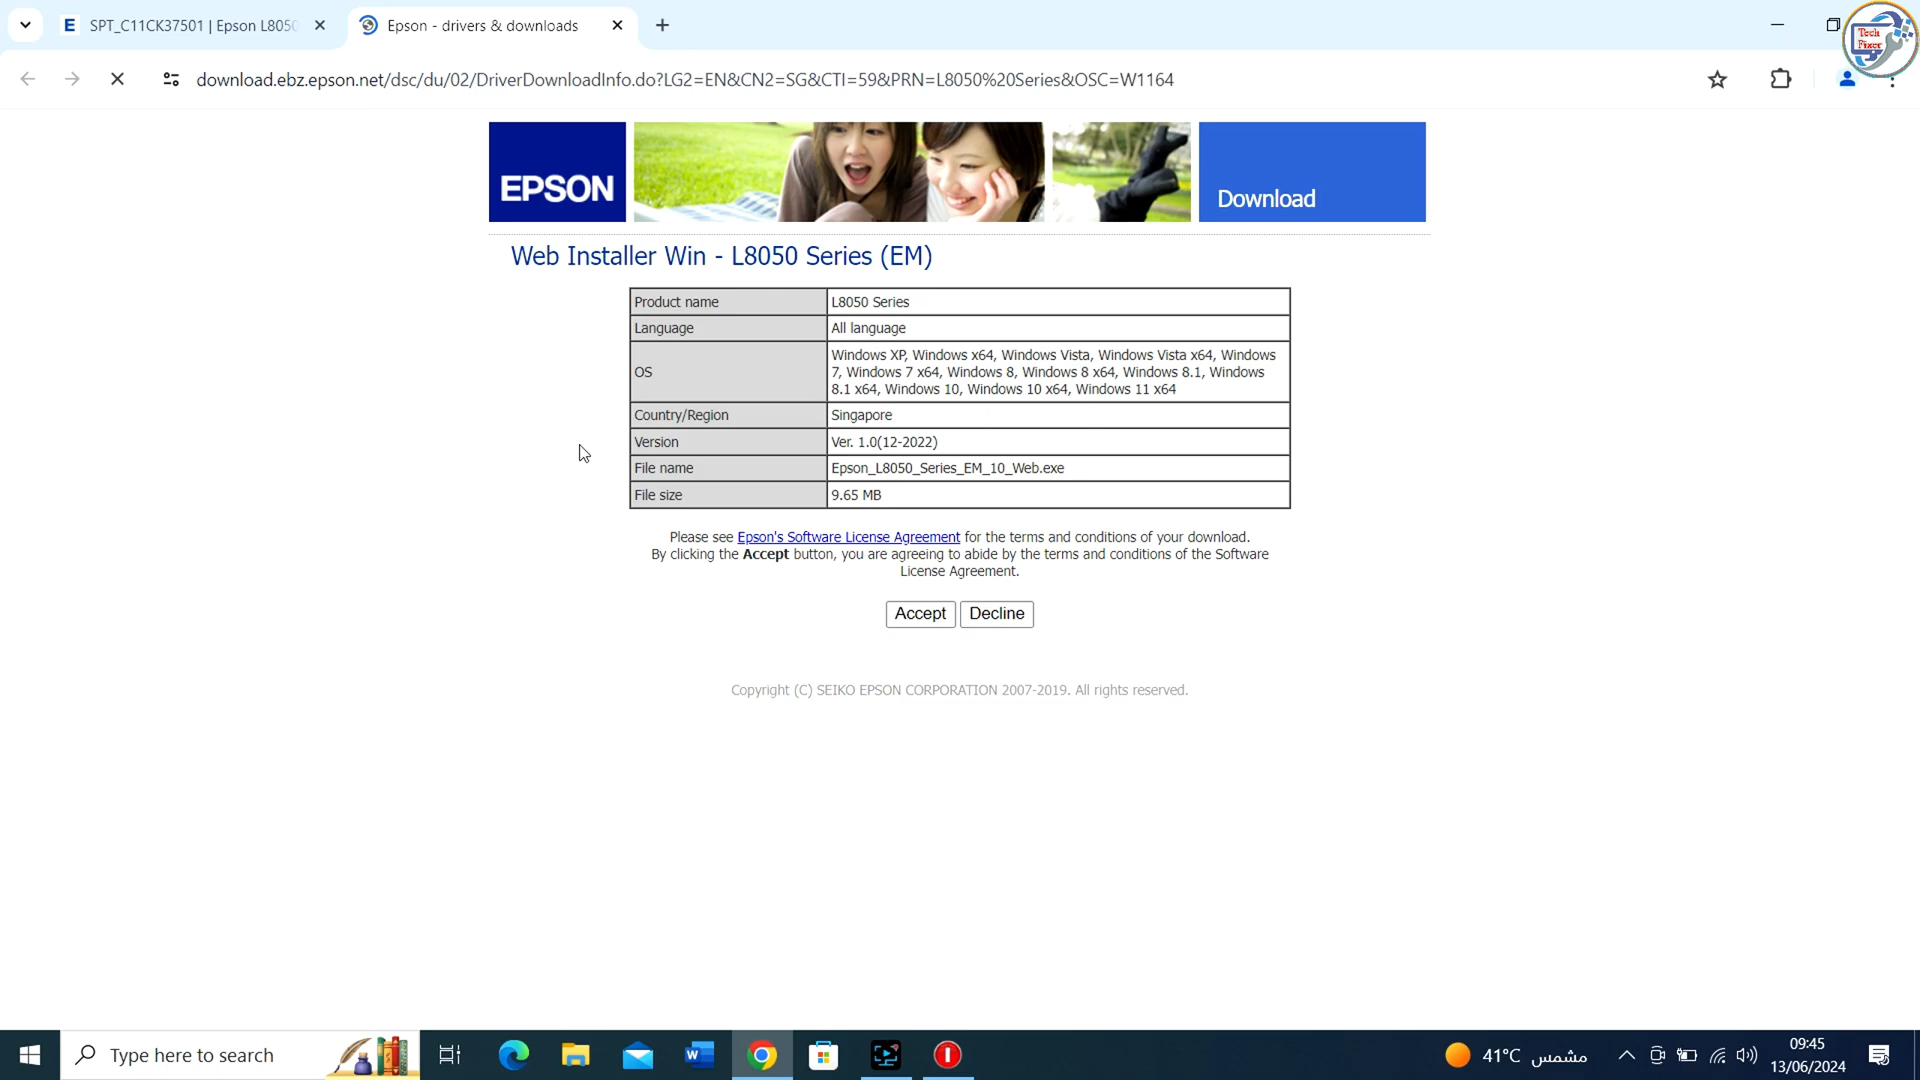 SPT_C11CK37501 | Epson L8050
Epson - drivers & downloads
Tech
Fixer
download.ebz.epson.net/dsc/du/02/DriverDownloadInfo.do?LG2=EN&CN2=SG&CTI=59&PRN=L8050%20Series&OSC=W1164
EPSON
Download
Web Installer Win - L8050 Series (EM)
Product name L8050 Series
Language All language
OS Windows XP, Windows x64, Windows Vista, Windows Vista x64, Windows
7, Windows 7 x64, Windows 8, Windows 8 x64, Windows 8.1, Windows
8.1 x64, Windows 10, Windows 10 x64, Windows 11 x64
Country/Region Singapore
Version Ver. 1.0(12-2022)
File name Epson_L8050_Series_EM_10_Web.exe
File size 9.65 MB
Please see Epson's Software License Agreement for the terms and conditions of your download.
By clicking the Accept button, you are agreeing to abide by the terms and conditions of the Software
License Agreement.
Accept Decline
Copyright (C) SEIKO EPSON CORPORATION 2007-2019. All rights reserved.
Type here to search
41°C مشمس
09:45
13/06/2024